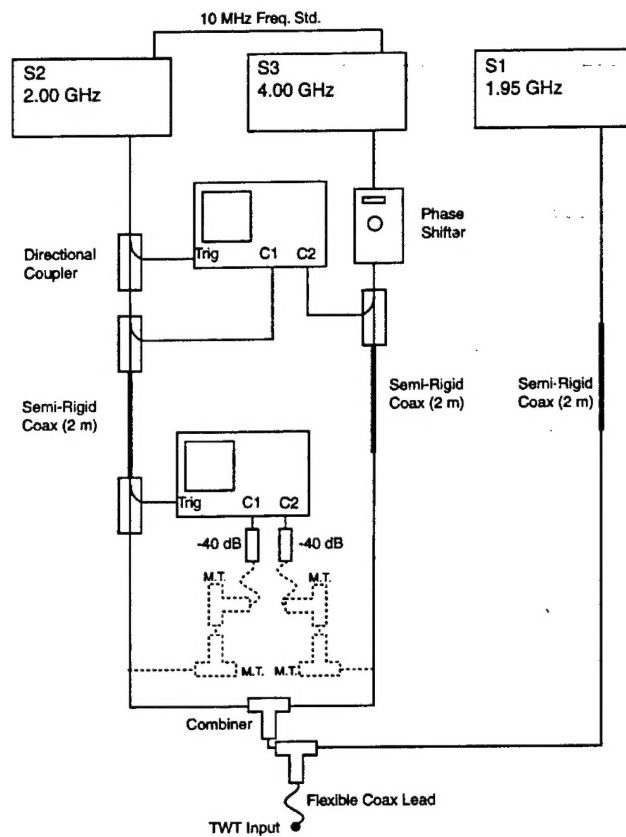 10 MHz Freq. Std.
S2
2.00 GHz
S3
4.00 GHz
S1
1.95 GHz
Phase
Shifter
Directional
Coupler
Trig
C1
C2
Semi-Rigid
Coax (2 m)
Semi-Rigid
Coax (2 m)
Semi-Rigid
Coax (2 m)
Trig
C1
C2
-40 dB
-40 dB
M.T.
M.T.
M.T.
M.T.
Combiner
Flexible Coax Lead
TWT Input